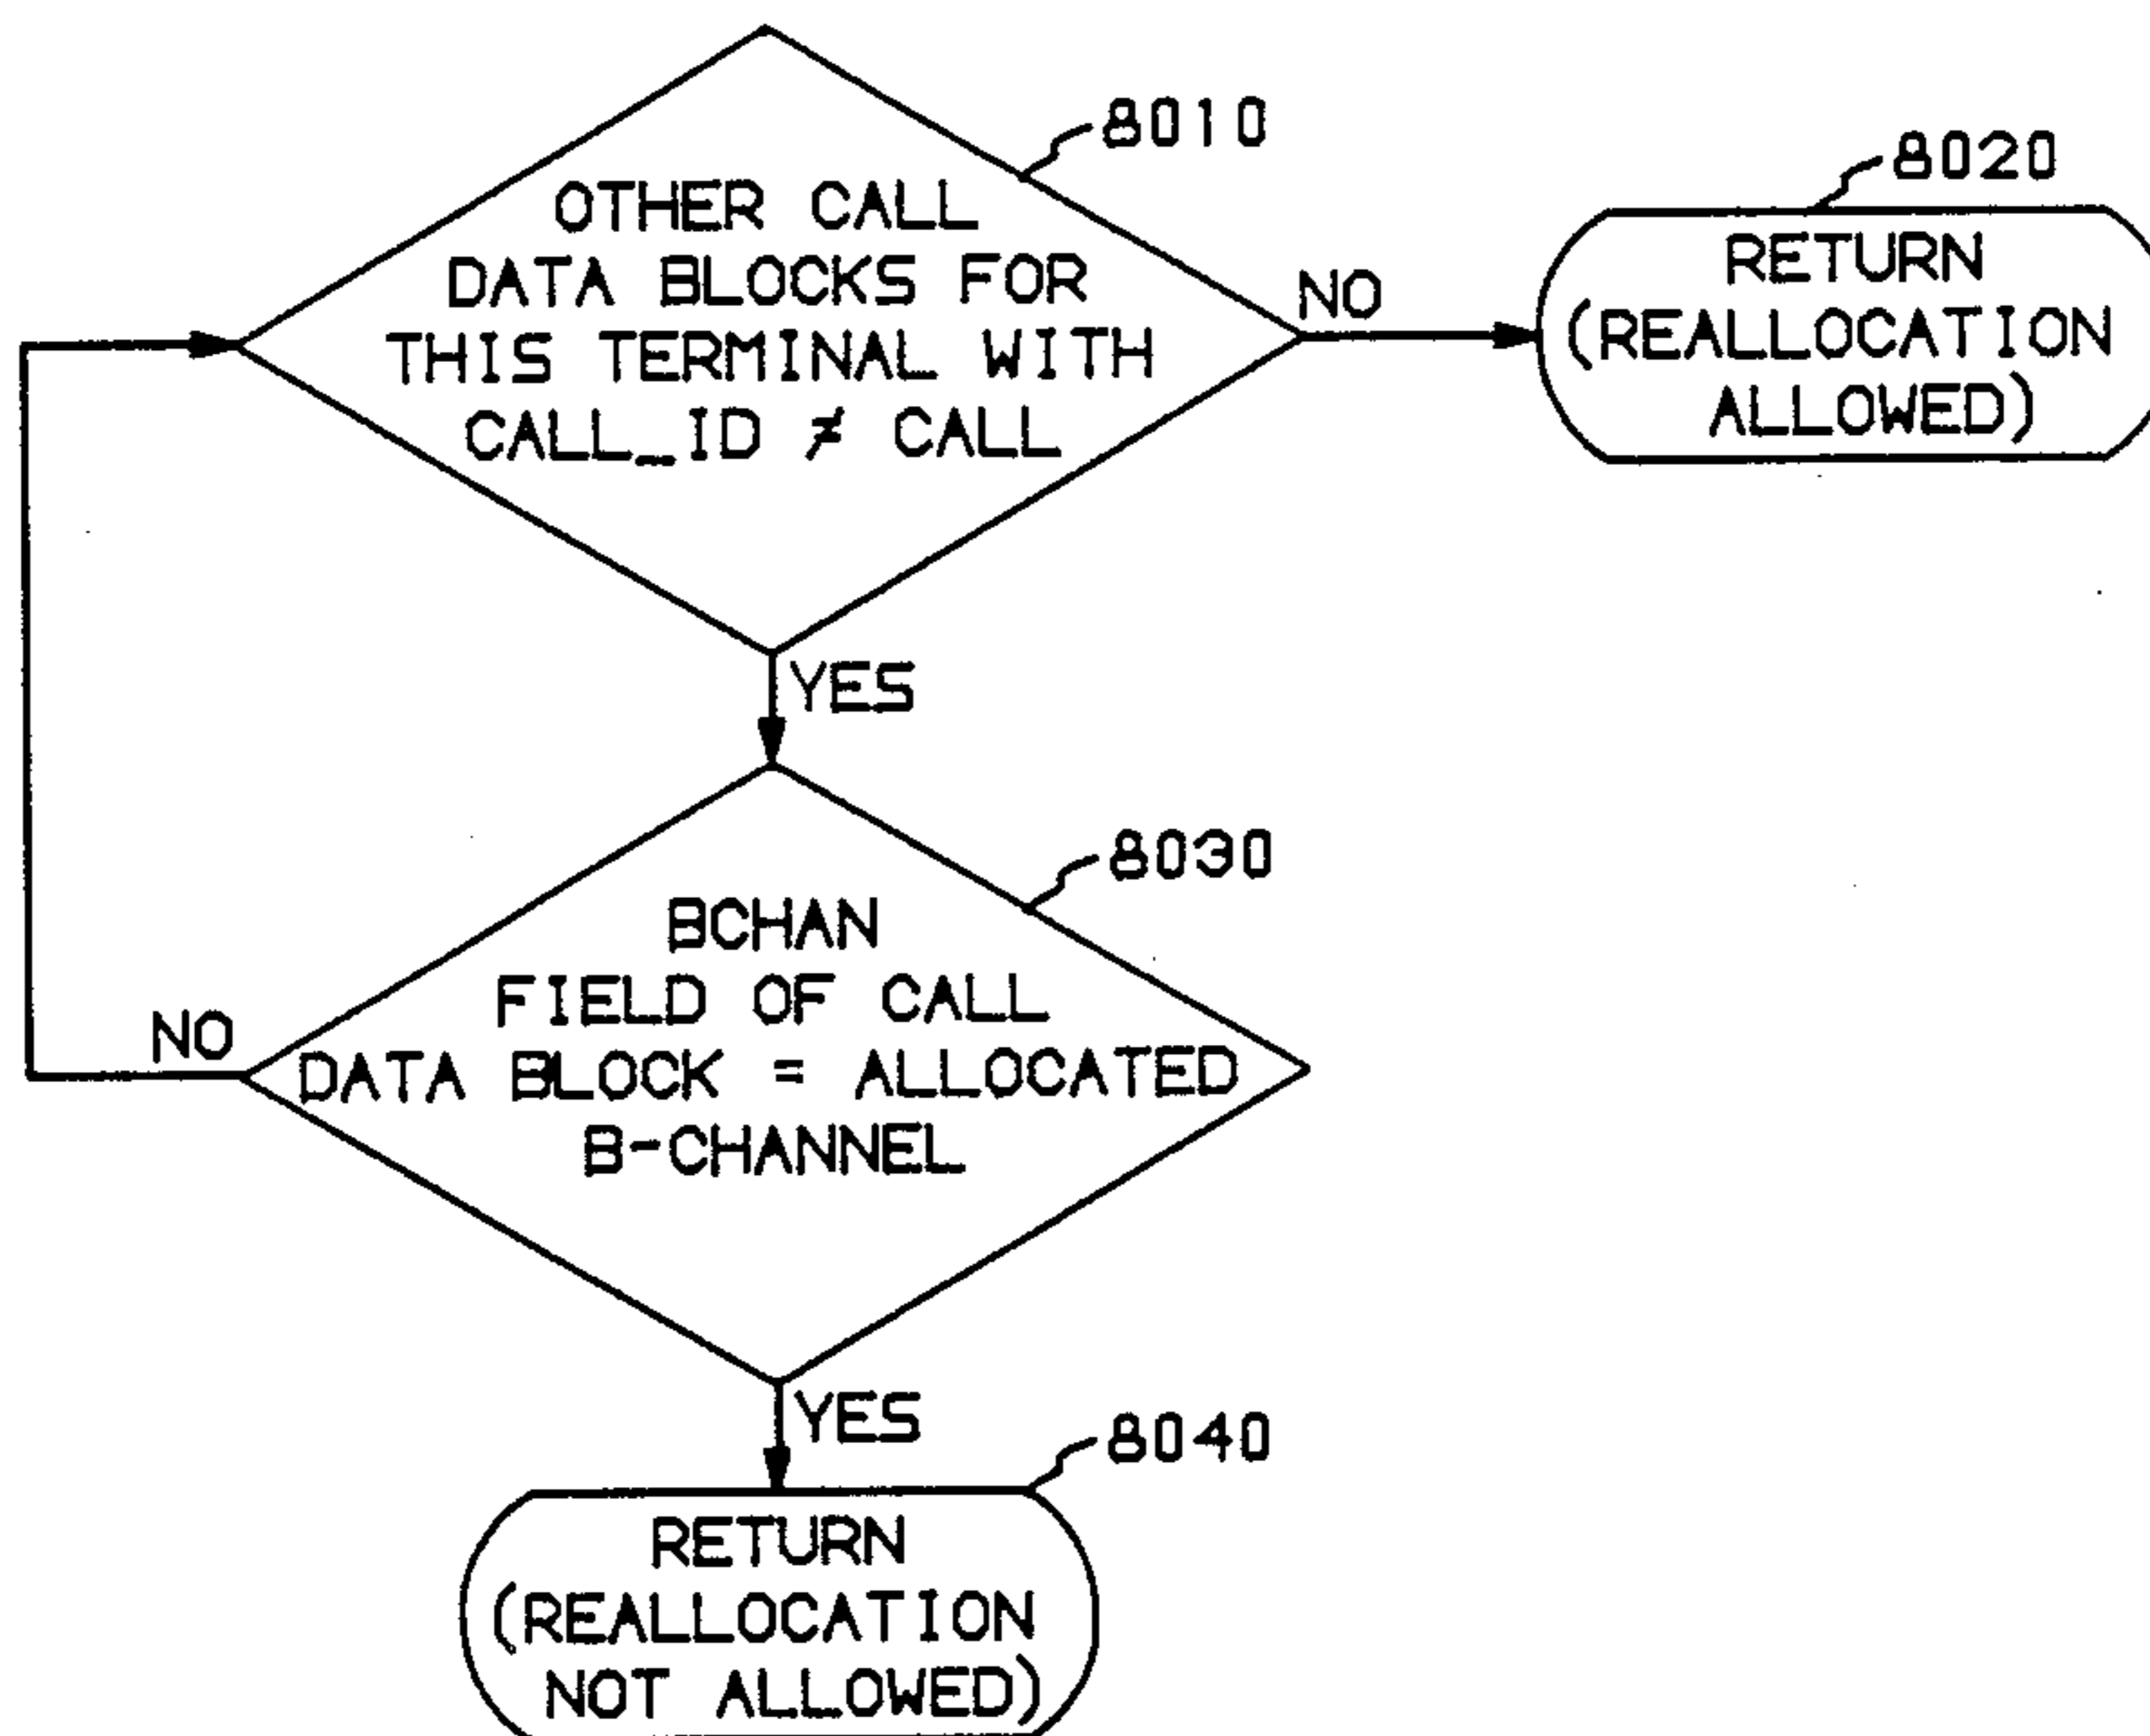 8010
OTHER CALL
DATA BLOCKS FOR
THIS TERMINAL WITH
CALL_ID ≠ CALL
NO
8020
RETURN
(REALLOCATION
ALLOWED)
YES
8030
BCHAN
FIELD OF CALL
DATA BLOCK = ALLOCATED
B-CHANNEL
NO
YES
8040
RETURN
(REALLOCATION
NOT ALLOWED)